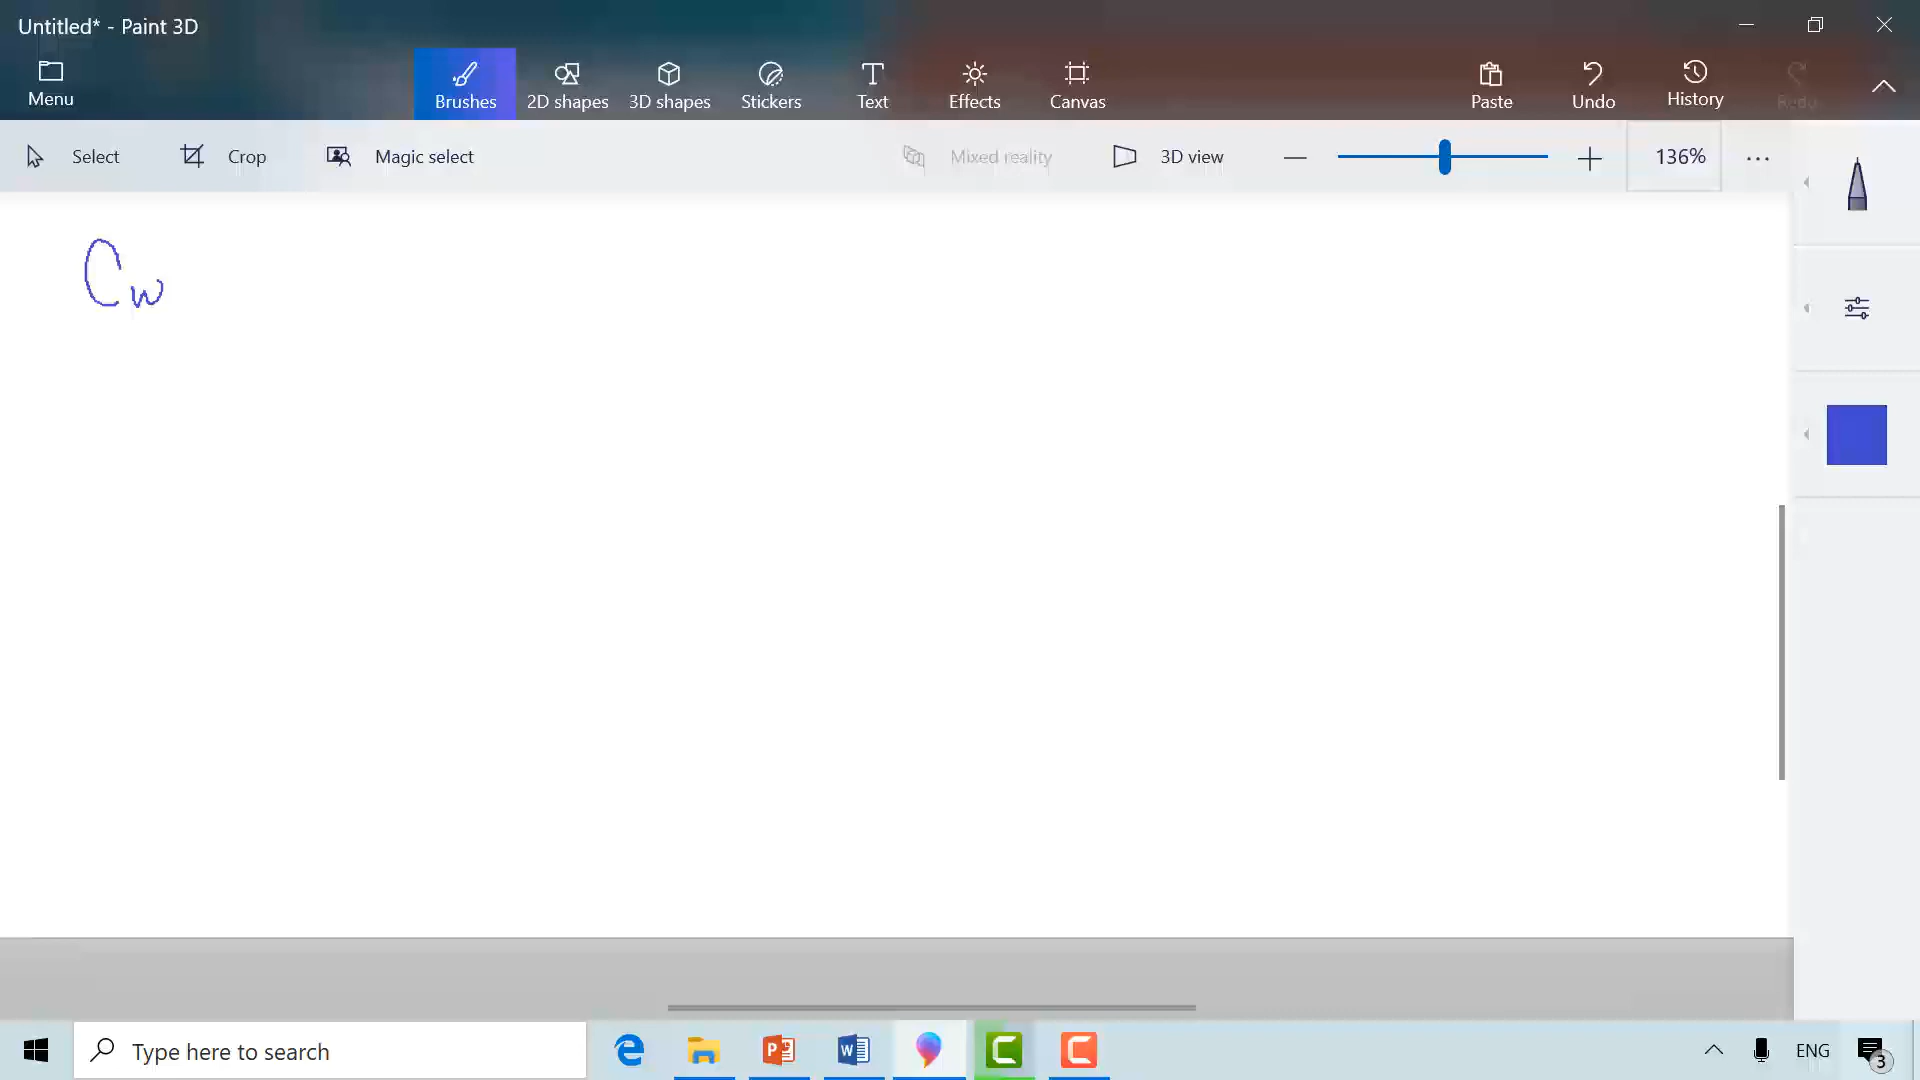 Untitled* - Paint 3D
Menu
Brushes
2D shapes
3D shapes
Stickers
Text
Effects
Canvas
Paste
Undo
History
Redo
Select
Crop
Magic select
Mixed reality
3D view
136%
Cw
Type here to search
ENG
3